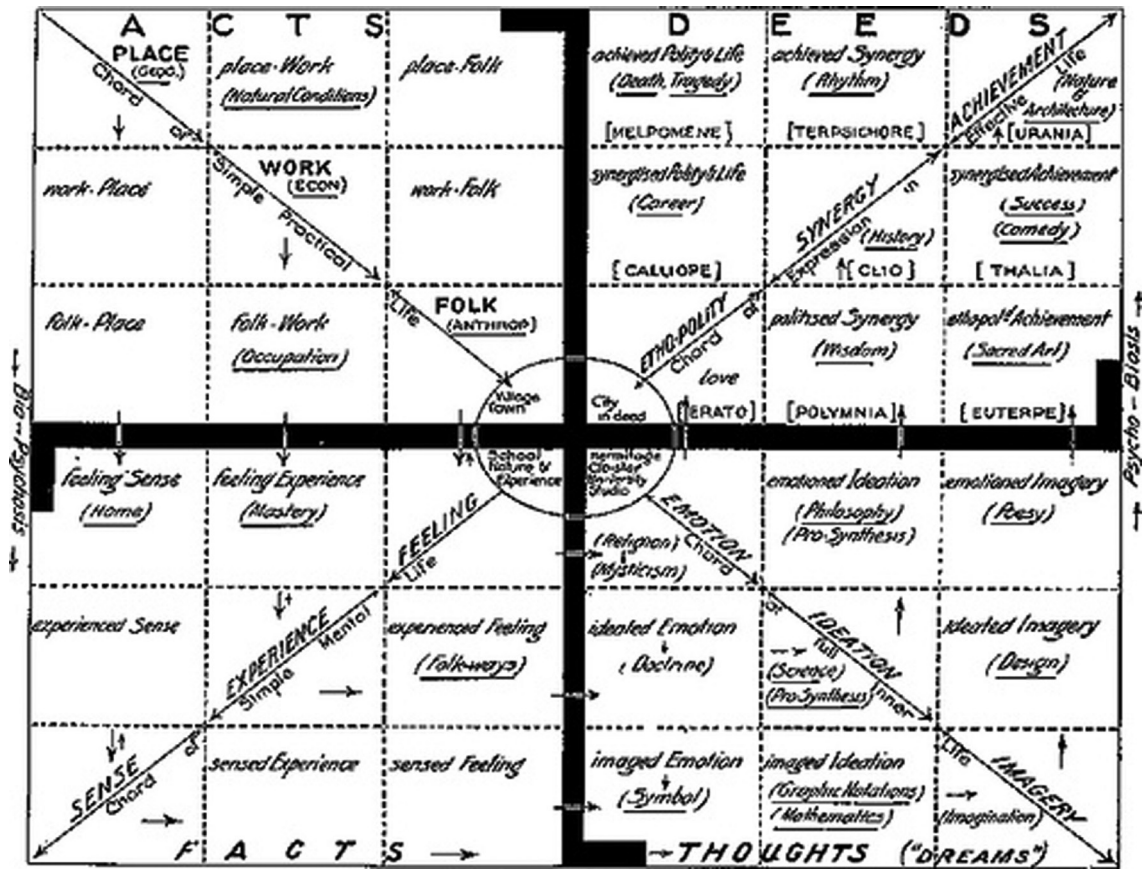 ACTS
PLACE
(GEOG.)
Chord
of
Simple
Practical
Life
place-Work
(Natural Conditions)
place-Folk
work-Place
WORK
(ECON)
work-Folk
folk-Place
folk-Work
(Occupation)
FOLK
(ANTHROP)
Village
Town
DEEDS
achieved Polity & Life
(Death, Tragedy)
[MELPOMENE]
achieved Synergy
(Rhythm)
[TERPSICHORE]
ACHIEVEMENT
Effective
Life
(Nature
&
Architecture)
[URANIA]
synergised Polity & Life
(Career)
[CALLIOPE]
SYNERGY
Expression
in
(History)
[CLIO]
synergised Achievement
(Success)
(Comedy)
[THALIA]
ETHO-POLITY
Chord
of
love
[ERATO]
City
in deed
politised Synergy
(Wisdom)
[POLYMNIA]
ethopoltd Achievement
(Sacred Art)
[EUTERPE]
Bio-Psychosis
Psycho-Biosis
feeling Sense
(Home)
feeling Experience
(Mastery)
School
Nature &
Experience
FEELING
Life
experienced Sense
EXPERIENCE
Simple
Mental
experienced Feeling
(Folk-ways)
SENSE
Chord
of
sensed Experience
sensed Feeling
FACTS
Hermitage
Cloister
University
Studio
EMOTION
Chord
of
(Religion)
(Mysticism)
emotioned Ideation
(Philosophy)
(Pro-Synthesis)
emotioned Imagery
(Poesy)
ideated Emotion
(Doctrine)
IDEATION
full
Inner
(Science)
(Pro Synthesis)
ideated Imagery
(Design)
imaged Emotion
(Symbol)
imaged Ideation
(Graphic Notations)
(Mathematics)
IMAGERY
Life
(Imagination)
THOUGHTS ("DREAMS")